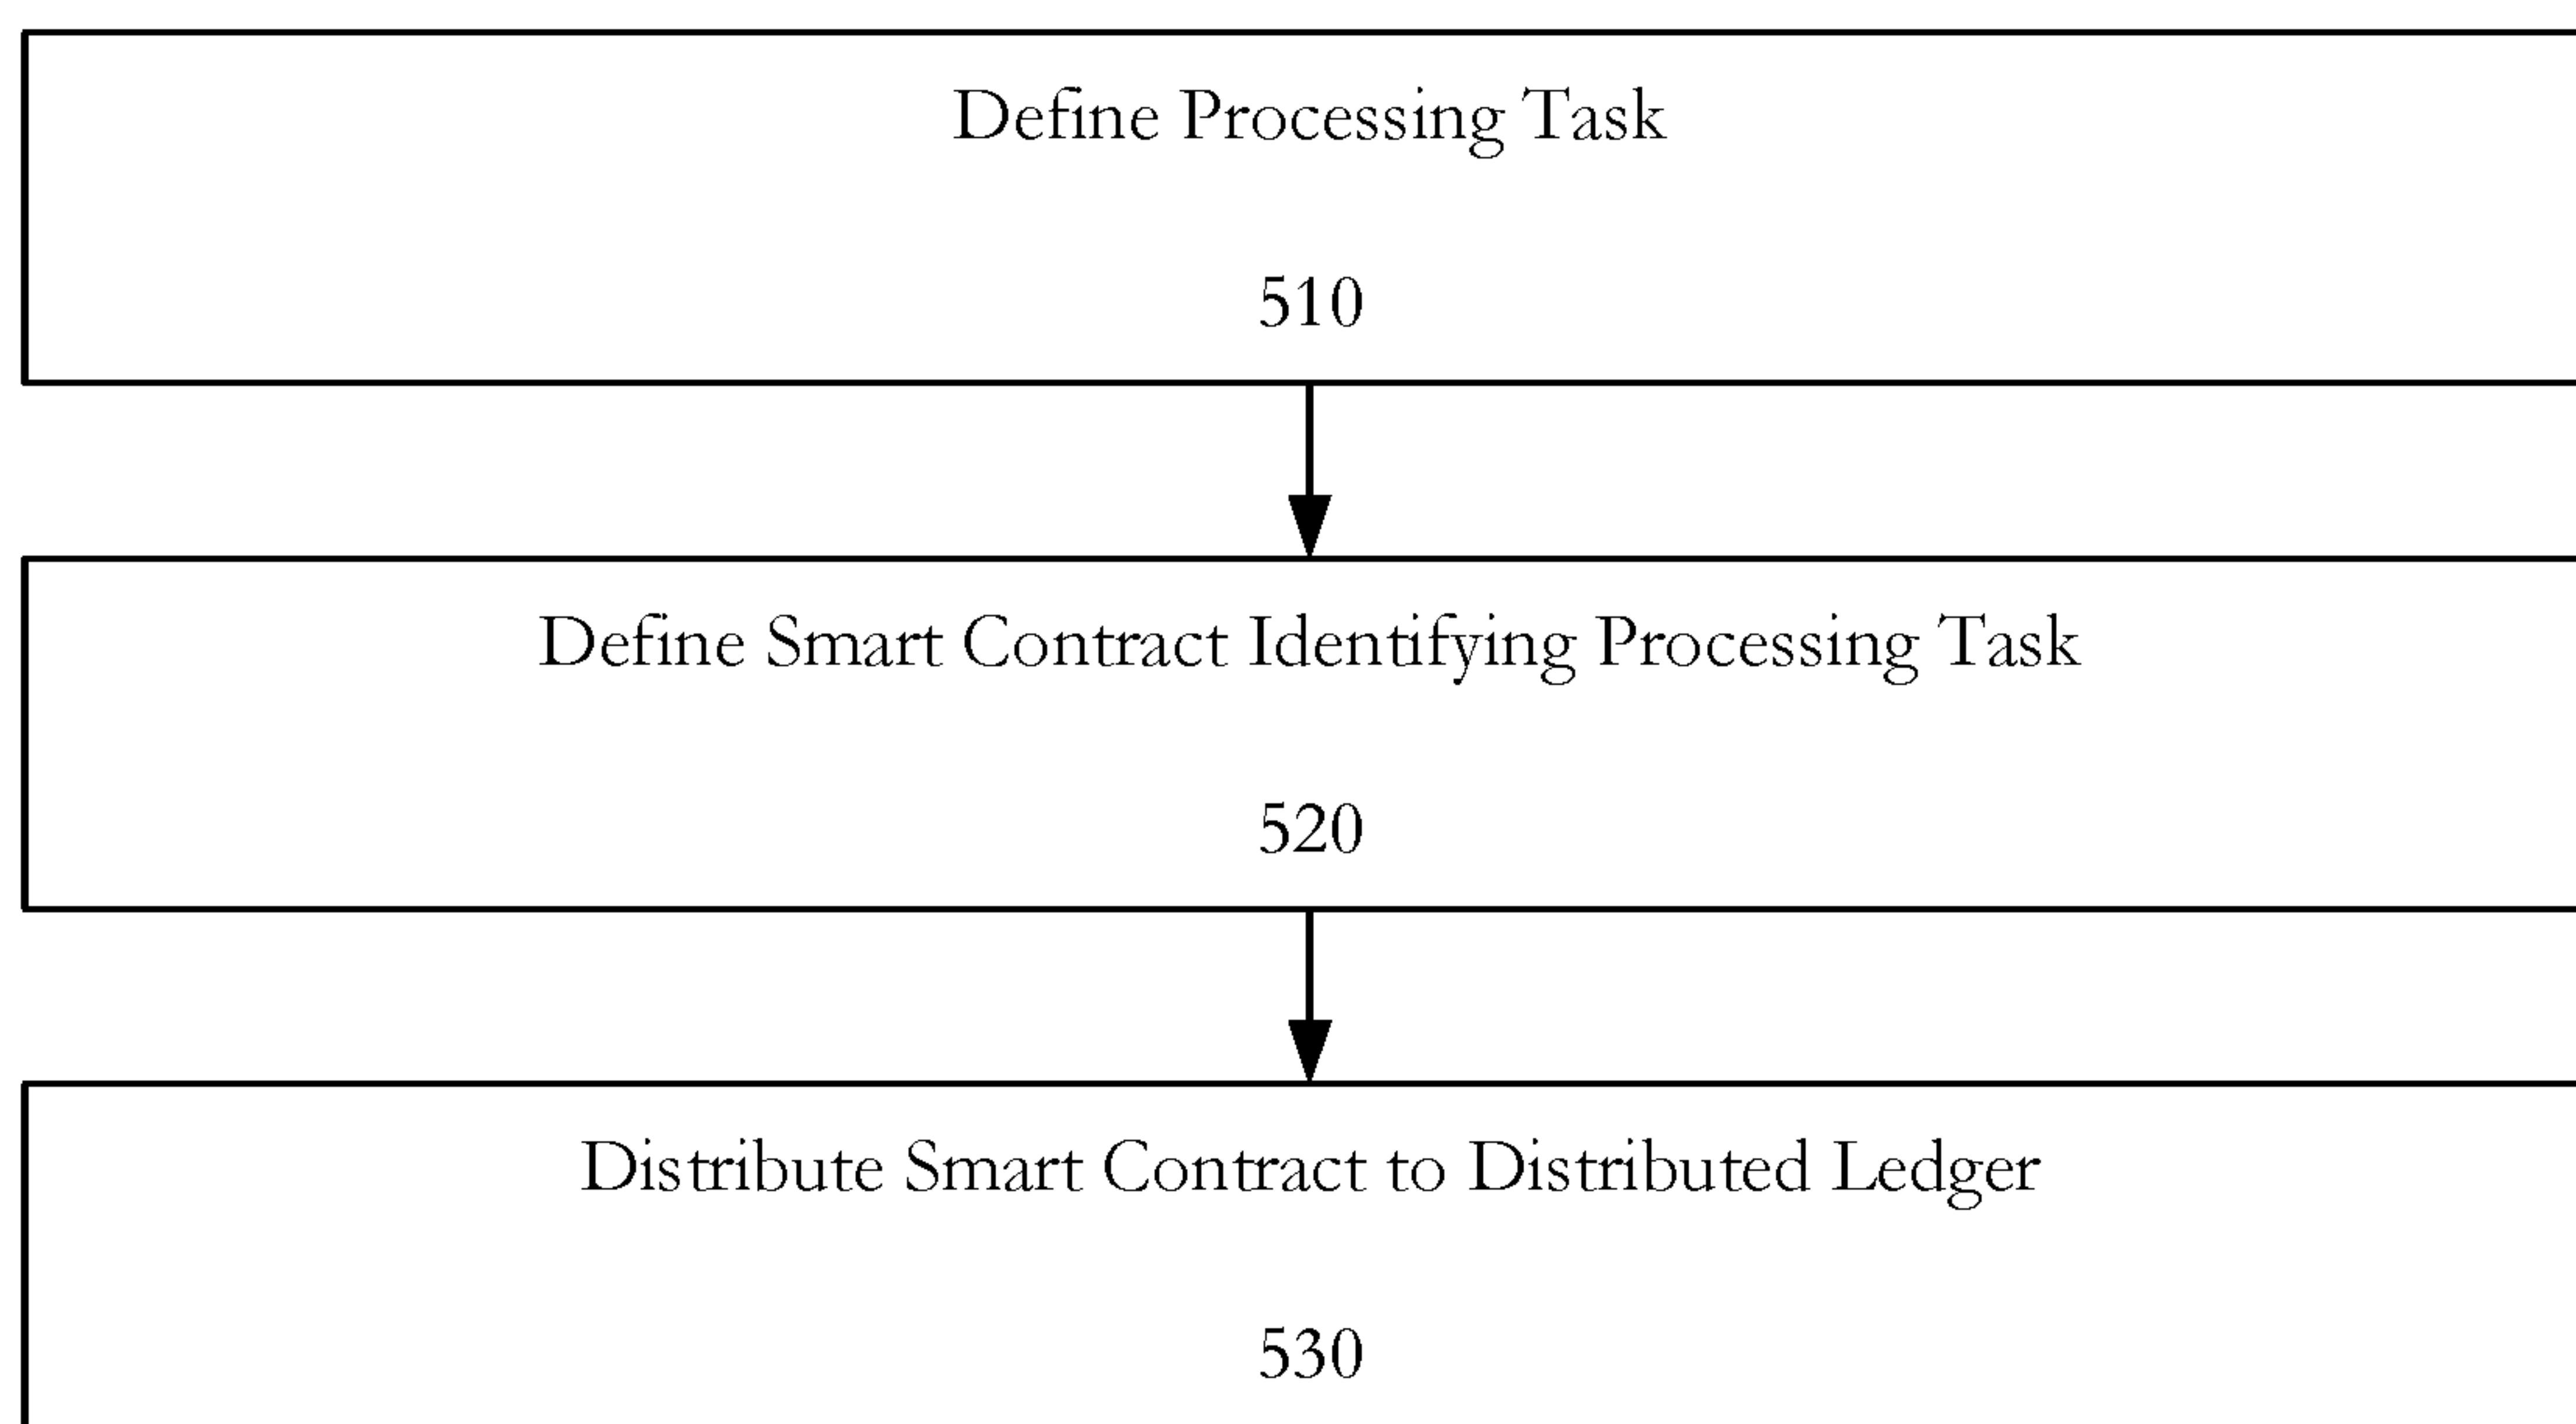 Define Processing Task
510
Define Smart Contract Identifying Processing Task
520
Distribute Smart Contract to Distributed Ledger
530